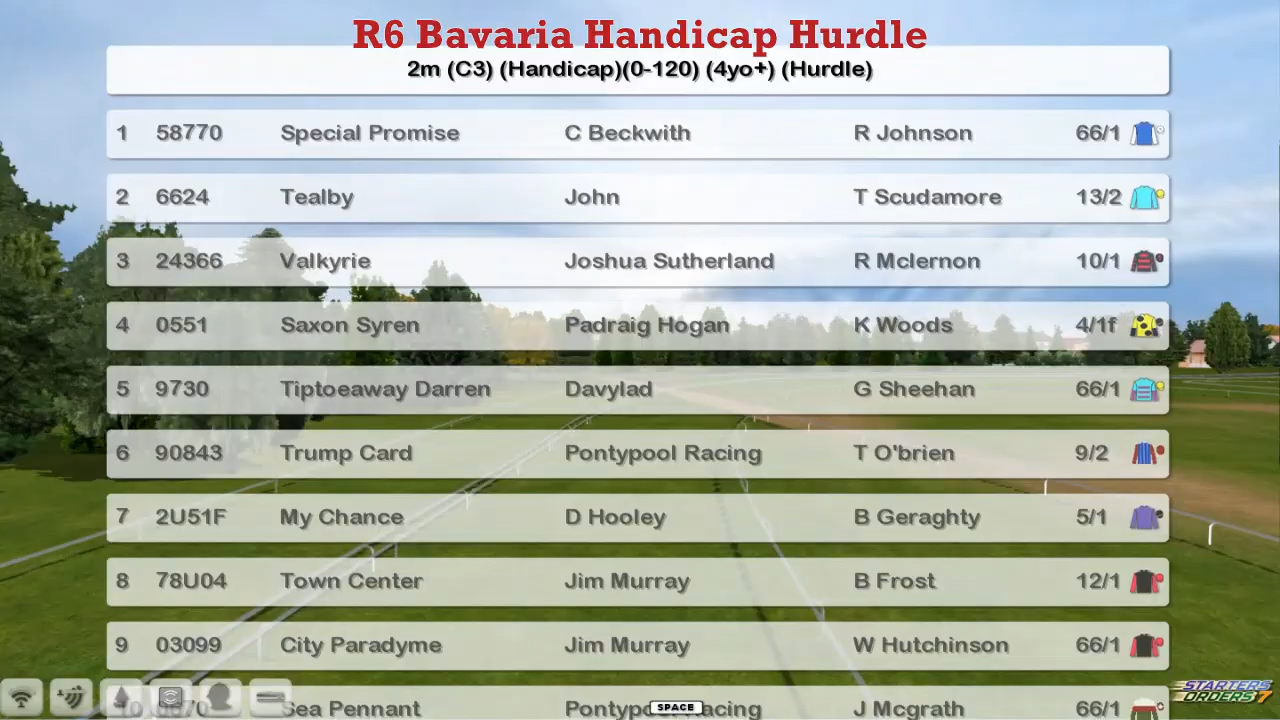 R6 Bavaria Handicap Hurdle
2m (C3) (Handicap)(0-120) (4yo+) (Hurdle)
1 58770 Special Promise C Beckwith R Johnson 66/1
2 6624 Tealby John T Scudamore 13/2
3 24366 Valkyrie Joshua Sutherland R Mclernon 10/1
4 0551 Saxon Syren Padraig Hogan K Woods 4/1f
5 9730 Tiptoeaway Darren Davylad G Sheehan 66/1
6 90843 Trump Card Pontypool Racing T O'brien 9/2
7 2U51F My Chance D Hooley B Geraghty 5/1
8 78U04 Town Center Jim Murray B Frost 12/1
9 03099 City Paradyme Jim Murray W Hutchinson 66/1
10 Sea Pennant Pontypool Racing J Mcgrath 66/1
SPACE
STARTERS ORDERS 7